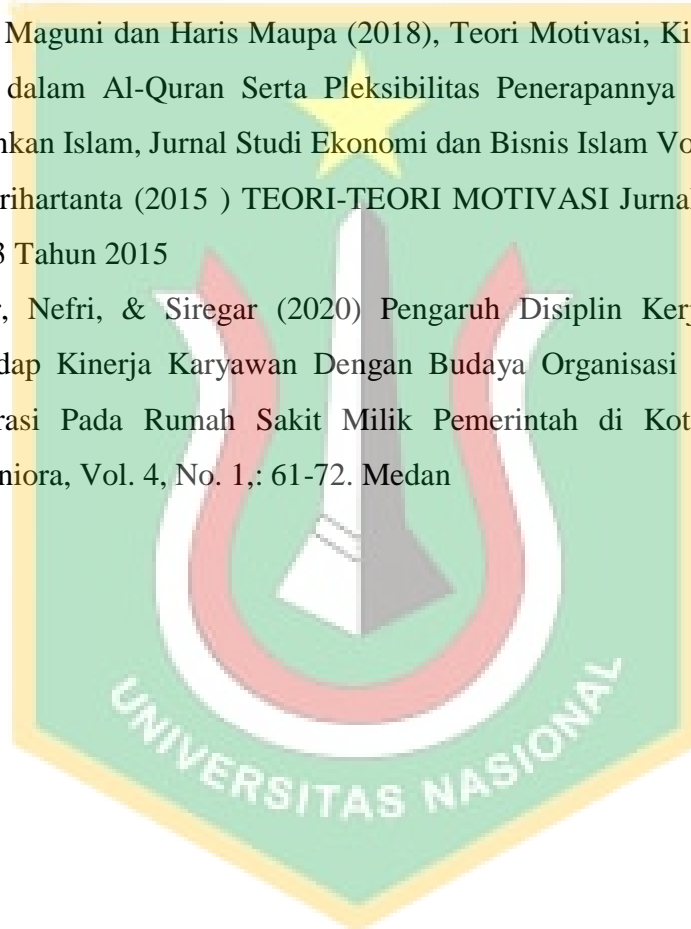 Maguni dan Haris Maupa (2018), Teori Motivasi, Ki
dalam Al-Quran Serta Pleksibilitas Penerapannya
nkan Islam, Jurnal Studi Ekonomi dan Bisnis Islam Vo
rihartanta (2015 ) TEORI-TEORI MOTIVASI Jurnal
3 Tahun 2015
, Nefri, & Siregar (2020) Pengaruh Disiplin Kerj
dap Kinerja Karyawan Dengan Budaya Organisasi
rasi Pada Rumah Sakit Milik Pemerintah di Kot
niora, Vol. 4, No. 1,: 61-72. Medan
UNIVERSITAS NASIONAL